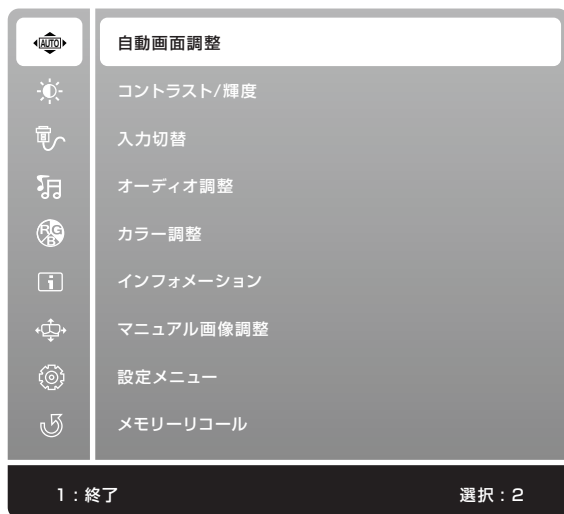 AUTO
自動画面調整
コントラスト/輝度
入力切替
オーディオ調整
RGB
カラー調整
i
インフォメーション
マニュアル画像調整
設定メニュー
メモリーリコール
1：終了
選択：2